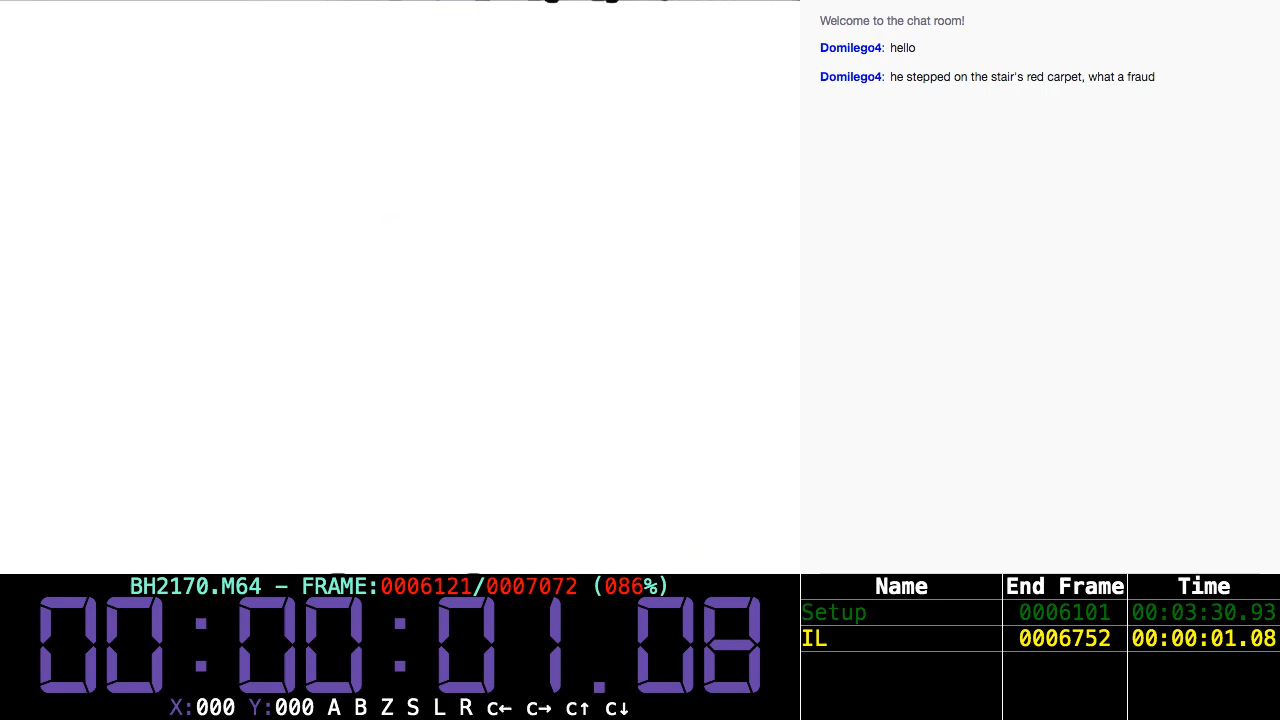 Welcome to the chat room!
Domilego4: hello
Domilego4: he stepped on the stair's red carpet, what a fraud
BH2170.M64 – FRAME:0006121/0007072 (086%)
00:00:01.08
X:000 Y:000 A B Z S L R c← c→ c↑ c↓
Name End Frame Time
Setup 0006101 00:03:30.93
IL 0006752 00:00:01.08